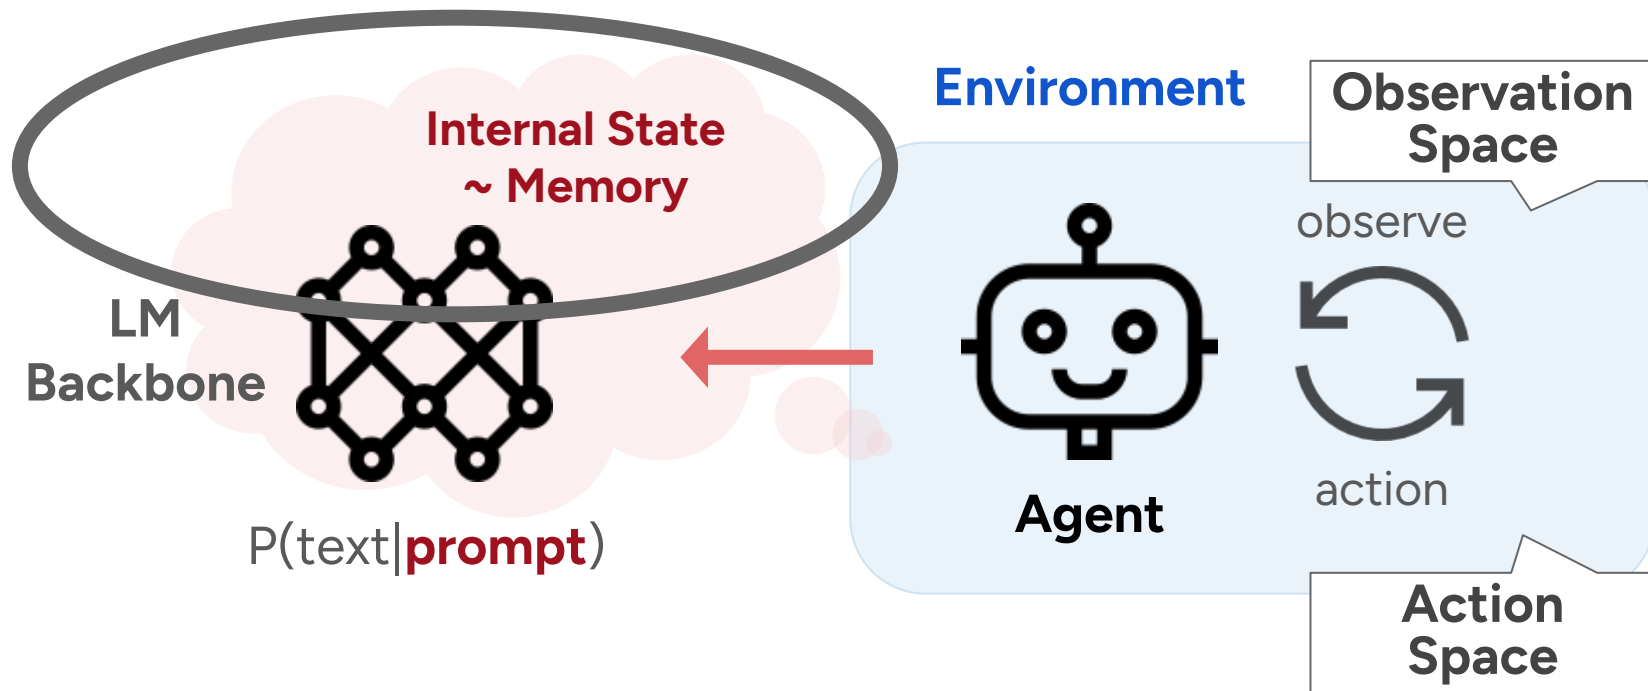 Internal State
~ Memory
LM
Backbone
P(text|prompt)
Environment
Observation
Space
observe
action
Agent
Action
Space